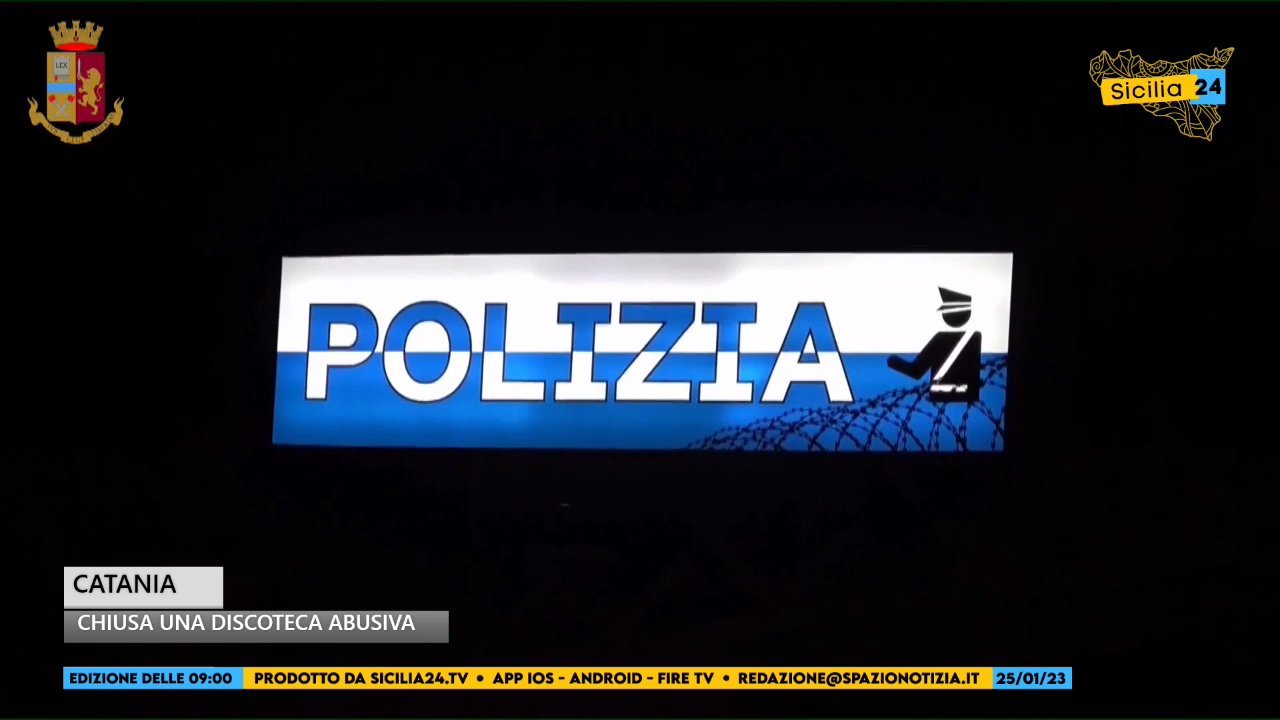 LEX
Sicilia 24
POLIZIA
CATANIA
CHIUSA UNA DISCOTECA ABUSIVA
EDIZIONE DELLE 09:00 PRODOTTO DA SICILIA24.TV • APP IOS - ANDROID - FIRE TV • REDAZIONE@SPAZIONOTIZIA.IT 25/01/23